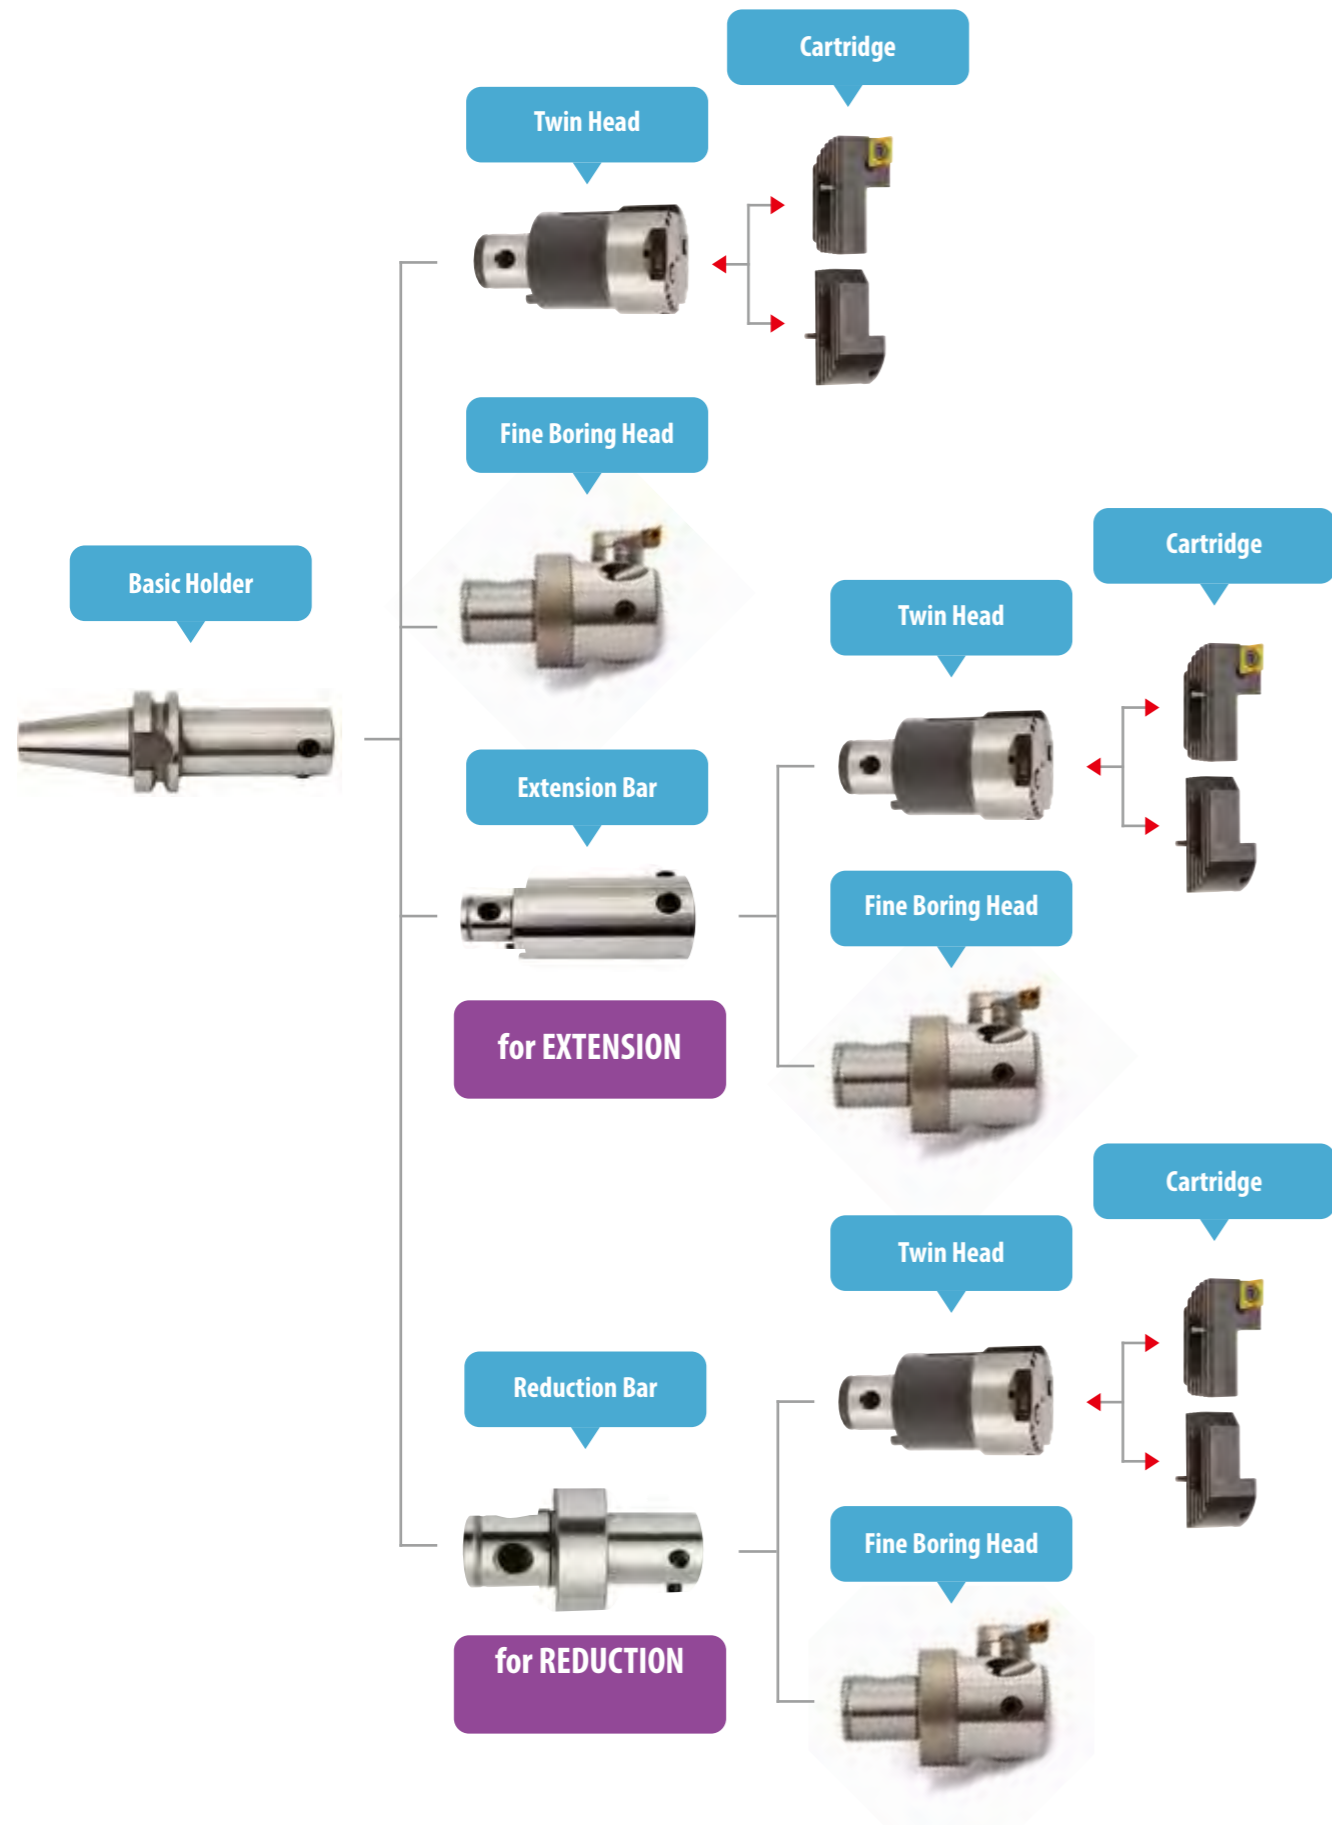 Cartridge
Twin Head
Fine Boring Head
Basic Holder
Cartridge
Twin Head
Extension Bar
Fine Boring Head
for EXTENSION
Cartridge
Twin Head
Reduction Bar
Fine Boring Head
for REDUCTION